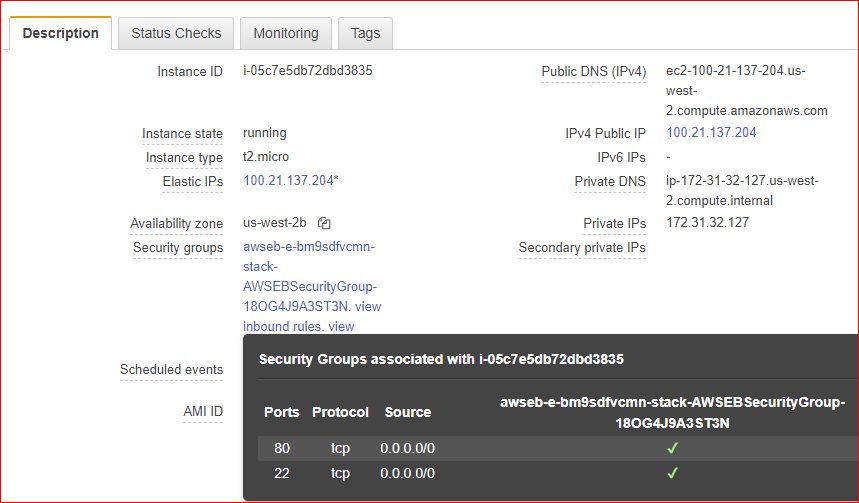 Description
Status Checks
Monitoring
Tags
Instance ID
i-05c7e5db72dbd3835
Public DNS (IPv4)
ec2-100-21-137-204.us-
west-
2.compute.amazonaws.com
Instance state
running
IPv4 Public IP
100.21.137.204
Instance type
t2.micro
IPv6 IPs
-
Elastic IPs
100.21.137.204*
Private DNS
ip-172-31-32-127.us-west-
2.compute.internal
Availability zone
us-west-2b
Private IPs
172.31.32.127
Security groups
awseb-e-bm9sdfvcmn-
stack-
AWSEBSecurityGroup-
18OG4J9A3ST3N. view
inbound rules. view
Secondary private IPs
Scheduled events
AMI ID
Security Groups associated with i-05c7e5db72dbd3835
Ports Protocol Source
awseb-e-bm9sdfvcmn-stack-AWSEBSecurityGroup-
18OG4J9A3ST3N
80 tcp 0.0.0.0/0 ✓
22 tcp 0.0.0.0/0 ✓